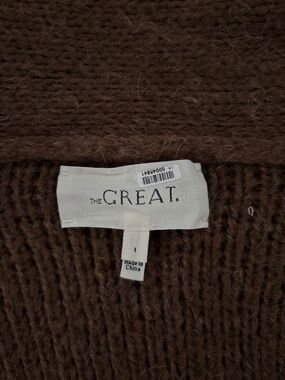 THE GREAT.
1
Made in
China